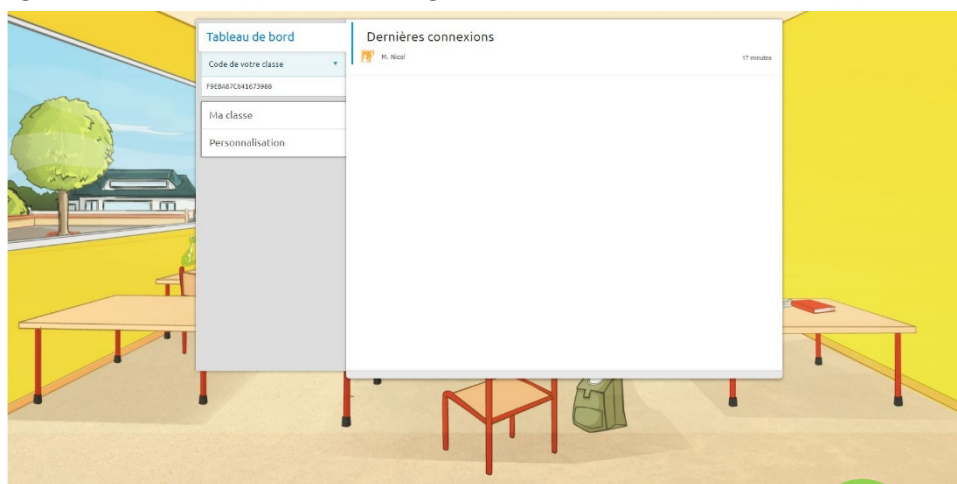 Tableau de bord
Code de votre classe
F9EBA67C641673988
Ma classe
Personnalisation
Dernières connexions
M. Nicol
17 minutes